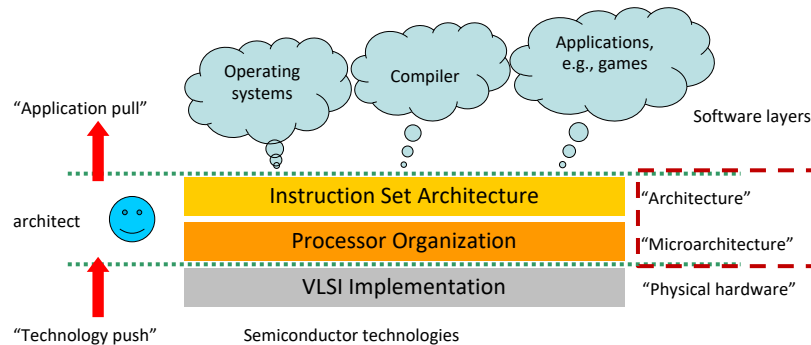 Applications,
e.g., games
Operating
systems
Compiler
“Application pull”
Software layers
Instruction Set Architecture
“Architecture”
architect
Processor Organization
“Microarchitecture”
VLSI Implementation
“Physical hardware”
“Technology push”
Semiconductor technologies